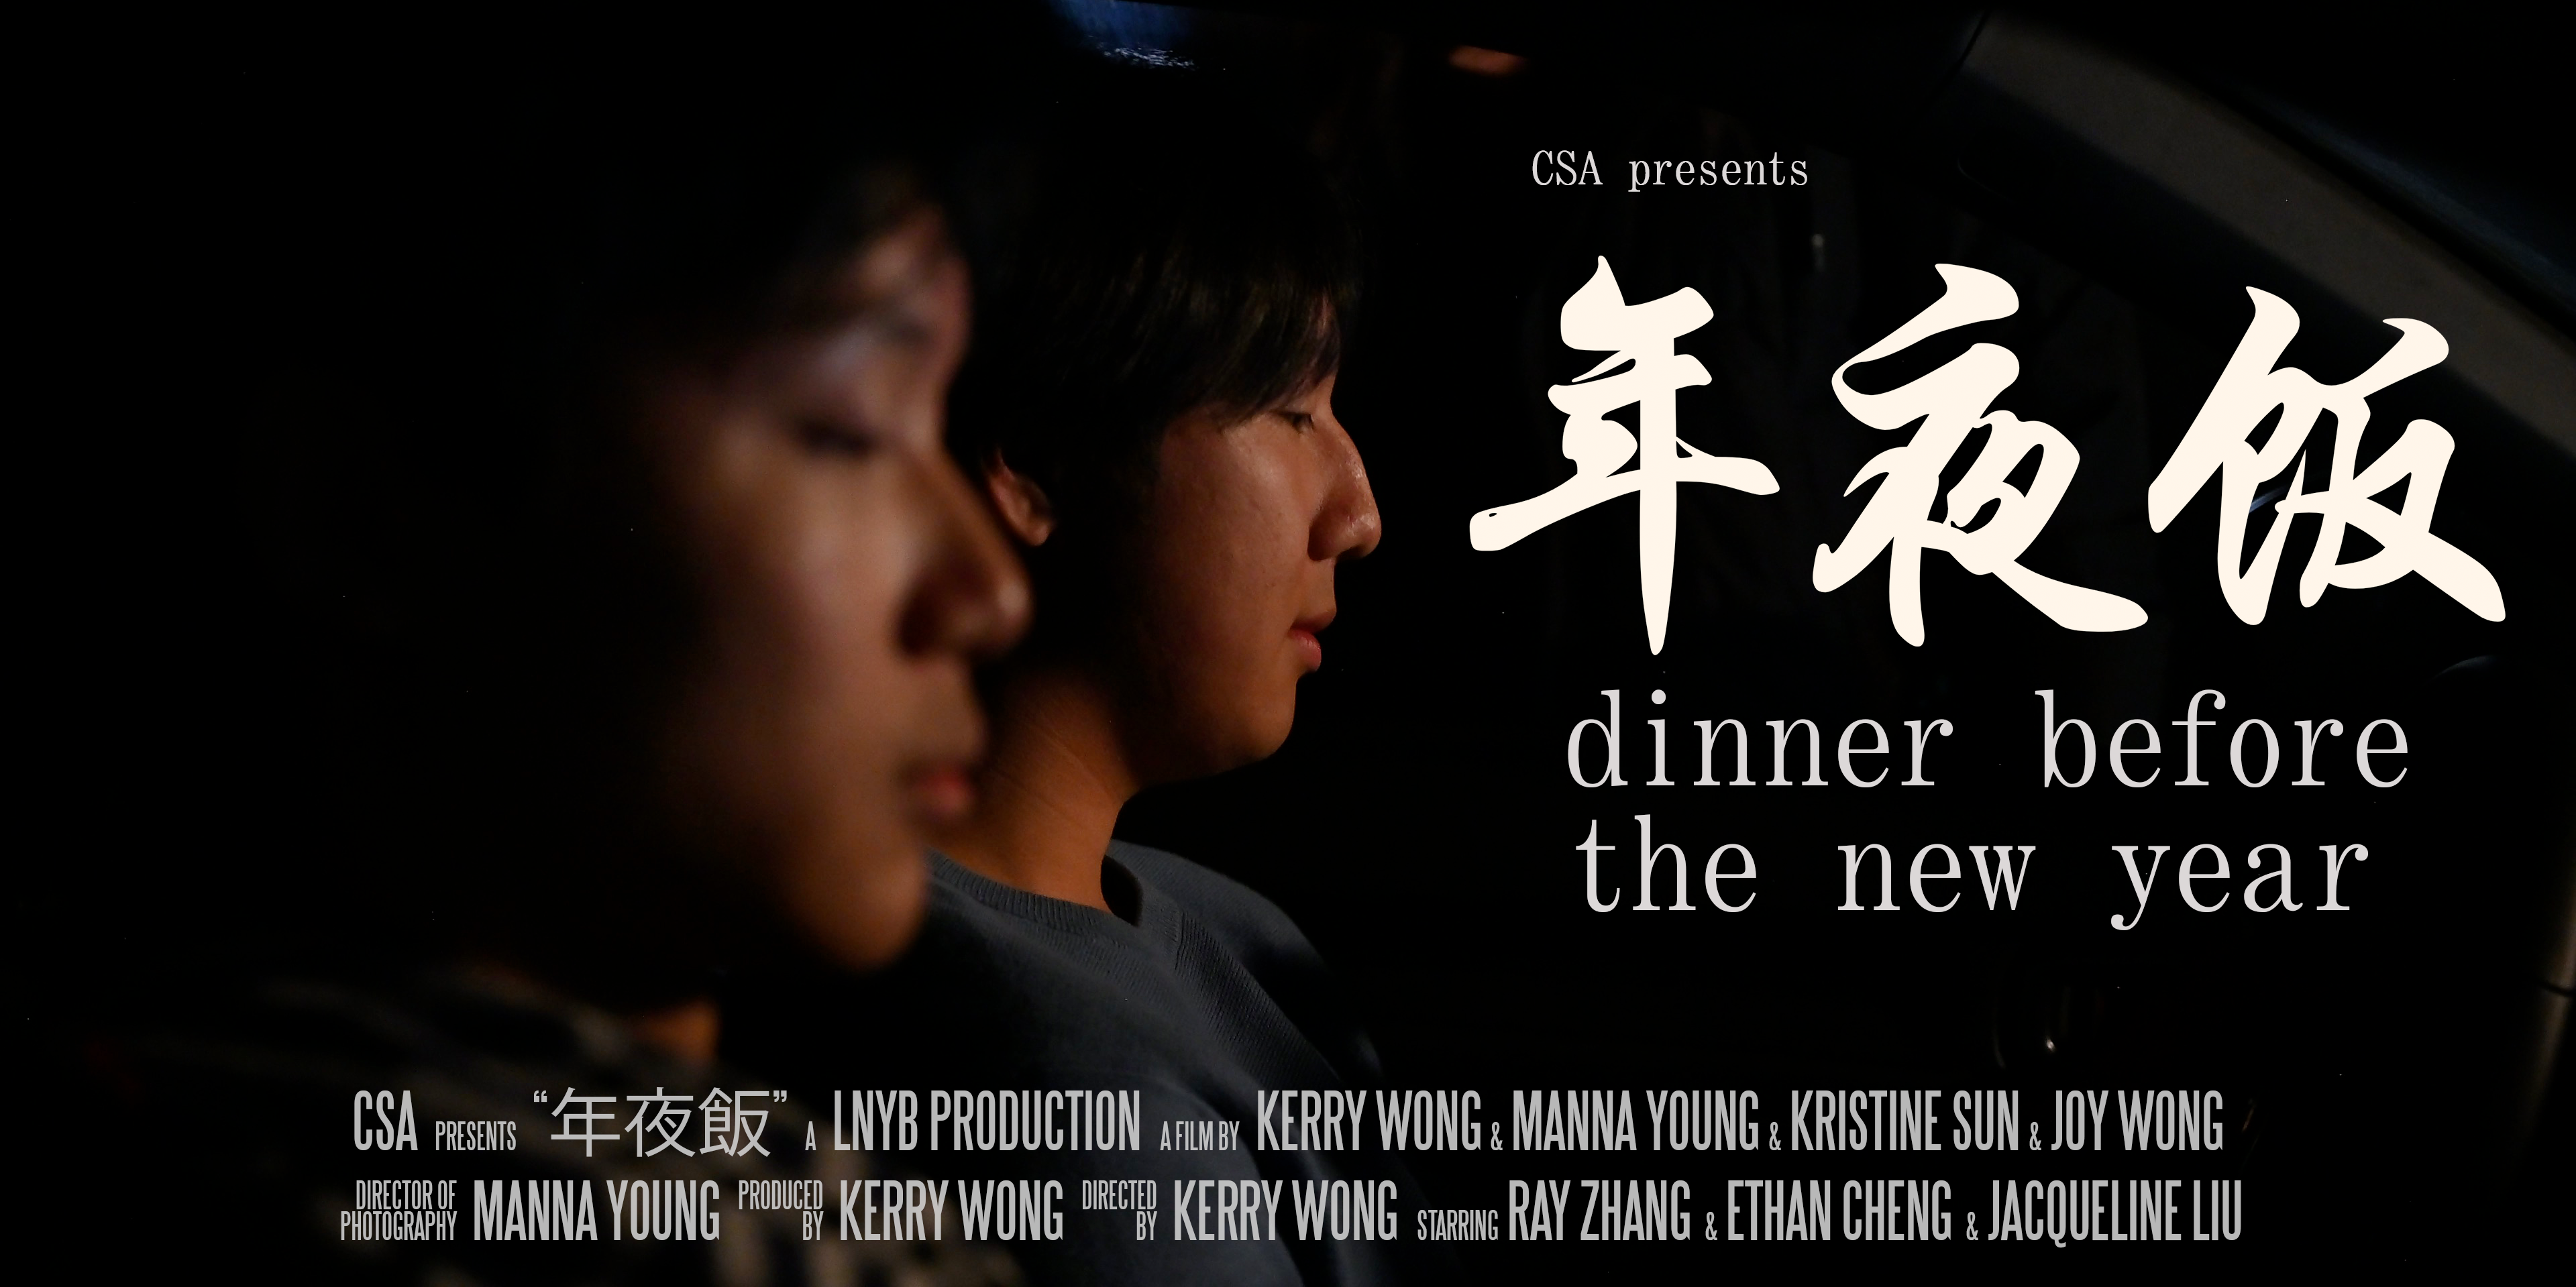 CSA presents
年夜饭
dinner before
the new year
CSA PRESENTS “年夜飯” A LNYB PRODUCTION A FILM BY KERRY WONG & MANNA YOUNG & KRISTINE SUN & JOY WONG
DIRECTOR OF PHOTOGRAPHY MANNA YOUNG PRODUCED BY KERRY WONG DIRECTED BY KERRY WONG STARRING RAY ZHANG & ETHAN CHENG & JACQUELINE LIU